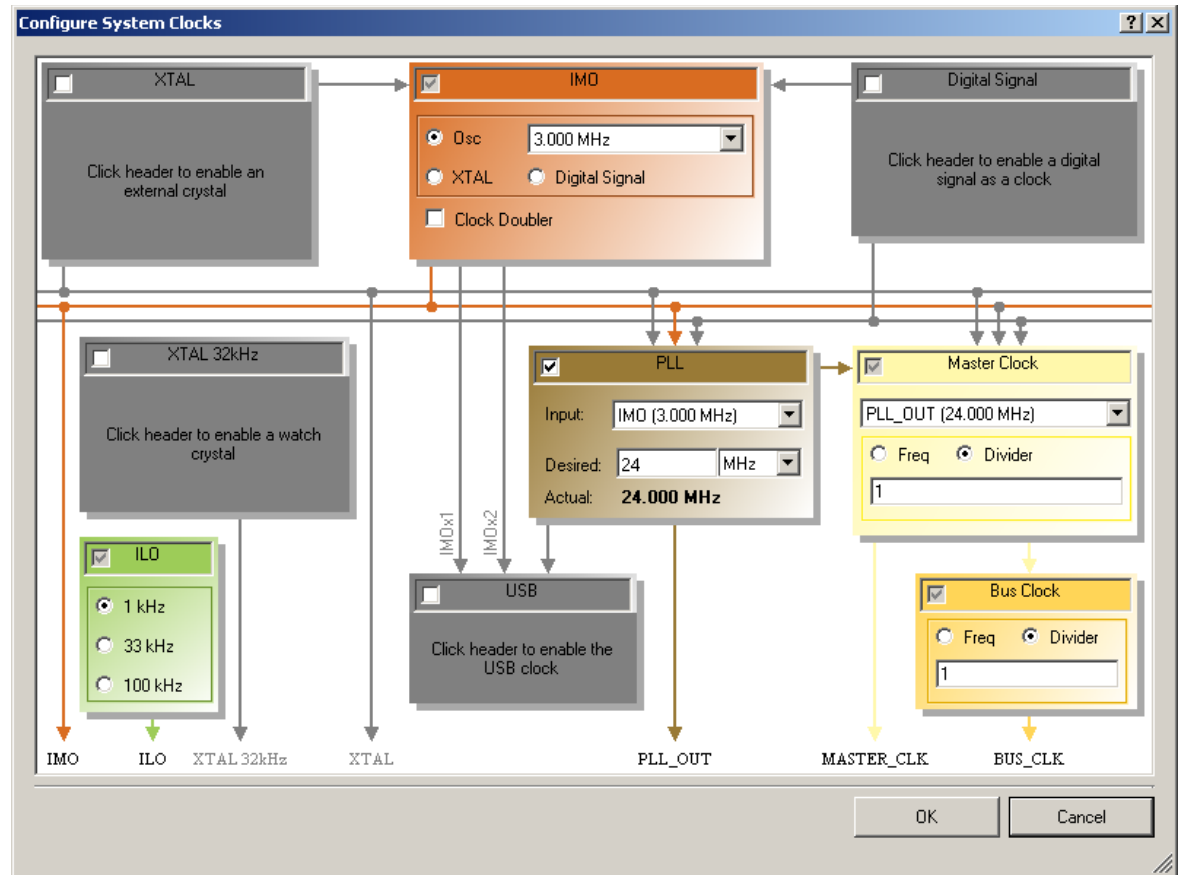 Configure System Clocks
XTAL
Click header to enable an
external crystal
IMO
Osc 3.000 MHz
XTAL Digital Signal
Clock Doubler
Digital Signal
Click header to enable a digital
signal as a clock
XTAL 32kHz
Click header to enable a watch
crystal
PLL
Input: IMO (3.000 MHz)
Desired: 24 MHz
Actual: 24.000 MHz
Master Clock
PLL_OUT (24.000 MHz)
Freq Divider
1
IMOx1
IMOx2
ILO
1 kHz
33 kHz
100 kHz
USB
Click header to enable the
USB clock
Bus Clock
Freq Divider
1
IMO ILO XTAL 32kHz XTAL PLL_OUT MASTER_CLK BUS_CLK
OK Cancel